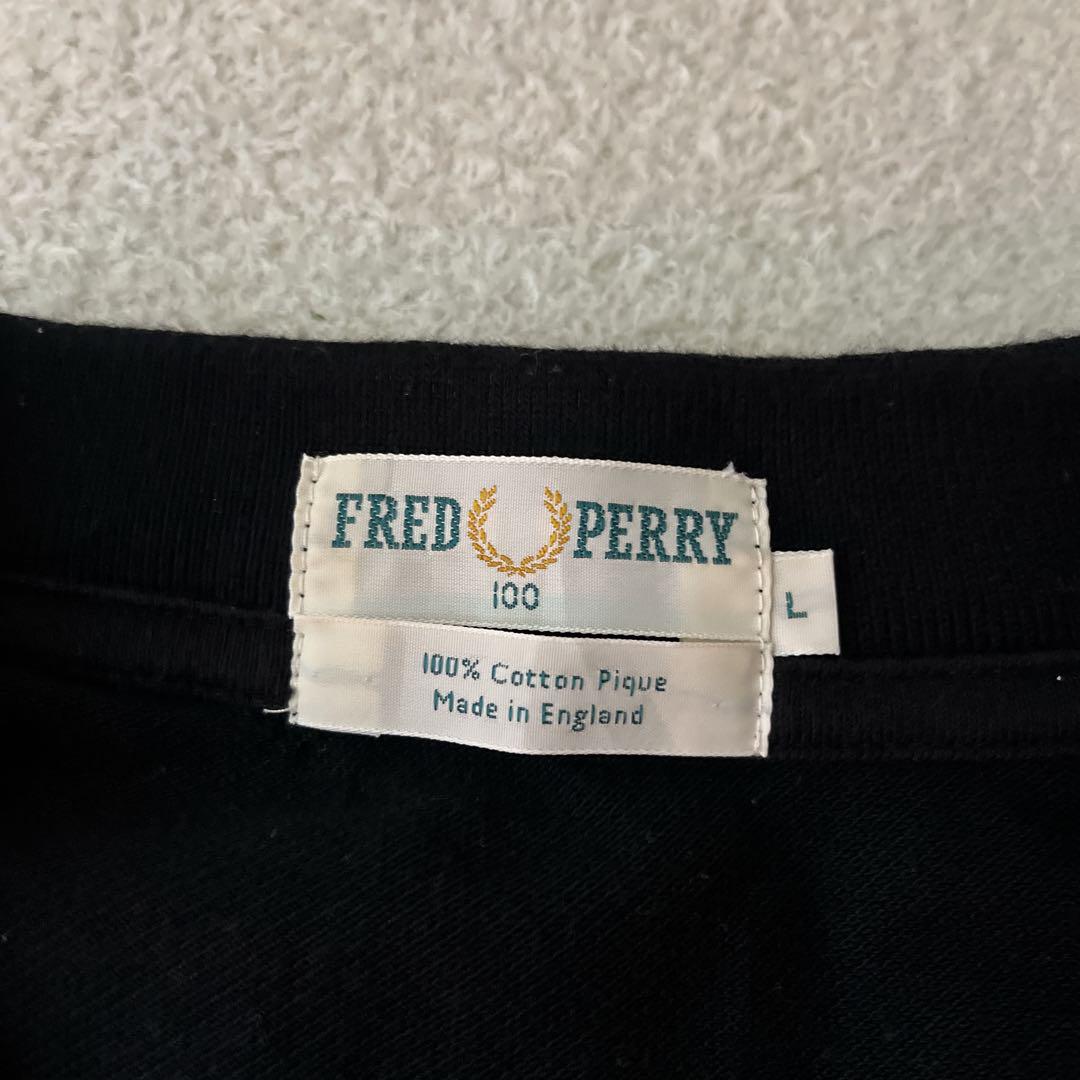 FRED PERRY
100
L
100% Cotton Pique
Made in England